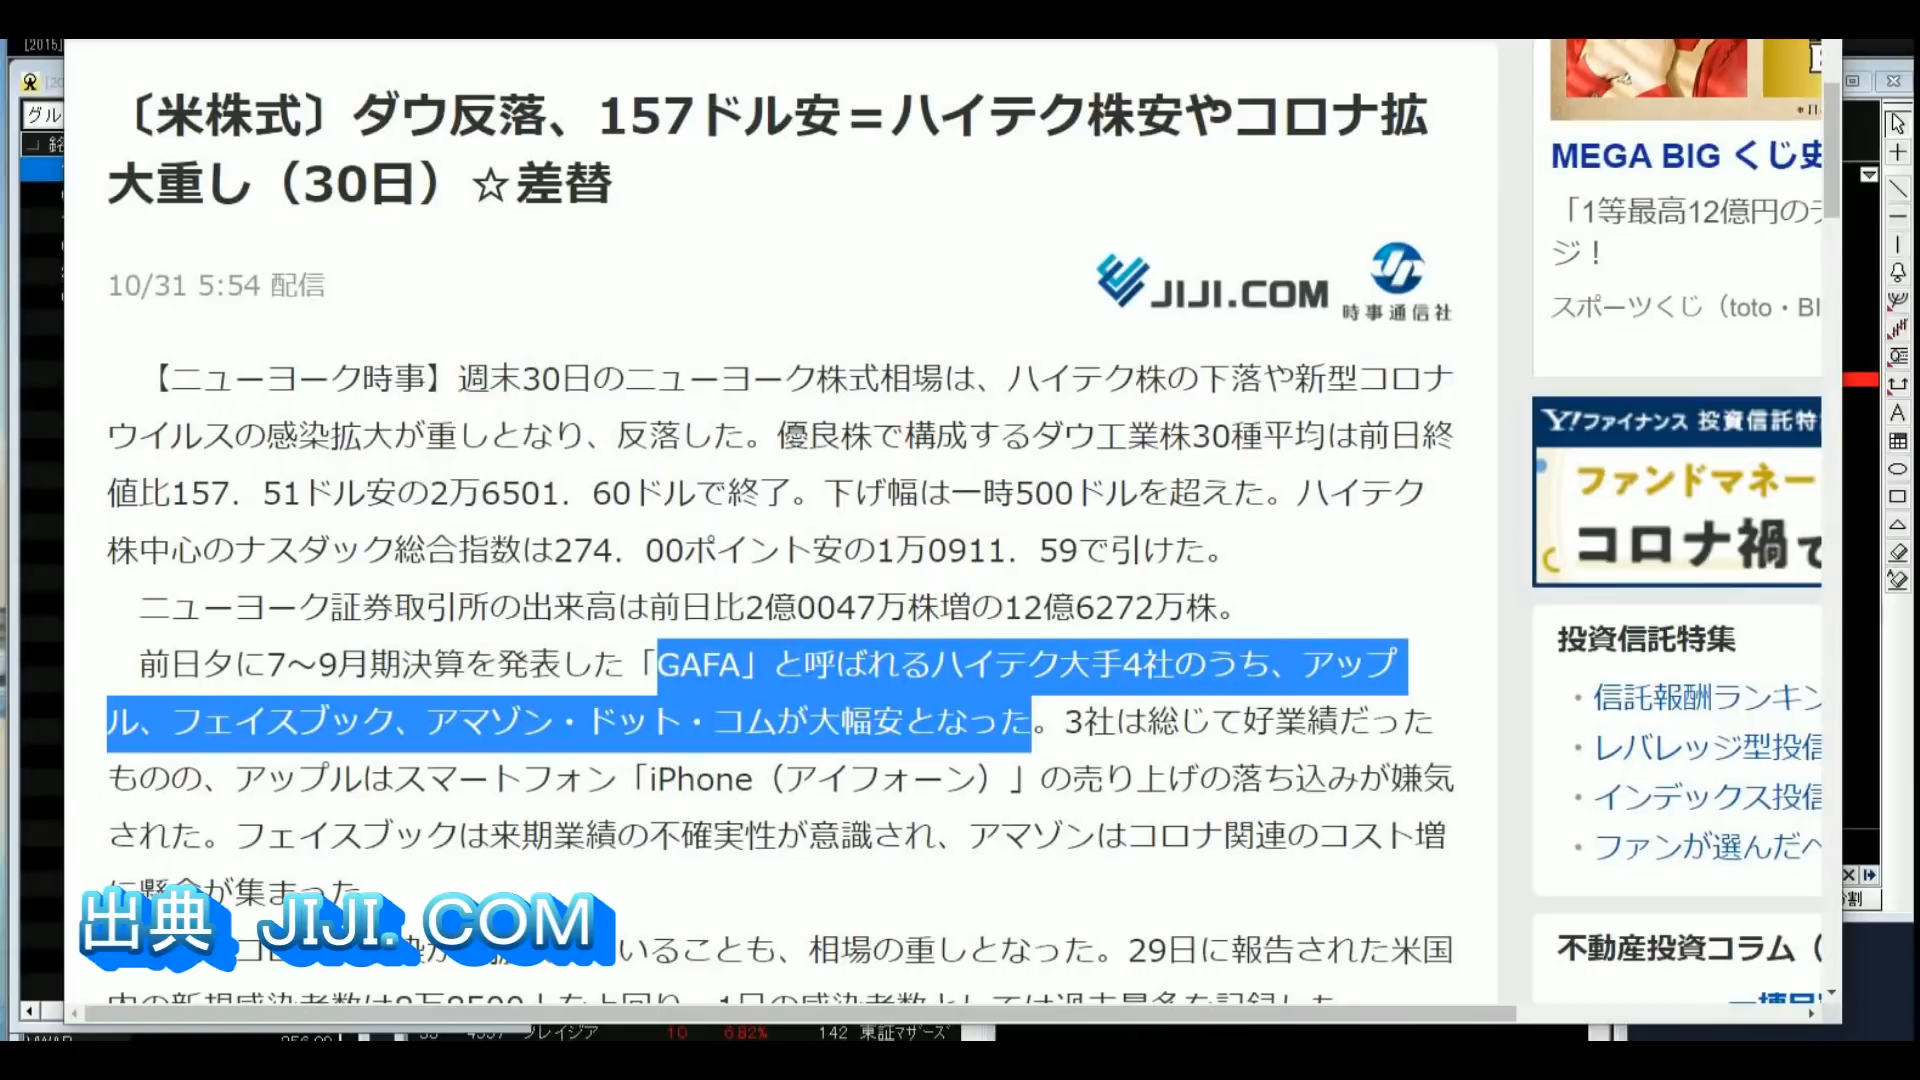 [2015]
グル
銘
〔米株式〕ダウ反落、157ドル安＝ハイテク株安やコロナ拡
大重し（30日）☆差替
10/31 5:54 配信
JIJI.COM
時事通信社
【ニューヨーク時事】週末30日のニューヨーク株式相場は、ハイテク株の下落や新型コロナ
ウイルスの感染拡大が重しとなり、反落した。優良株で構成するダウ工業株30種平均は前日終
値比157．51ドル安の2万6501．60ドルで終了。下げ幅は一時500ドルを超えた。ハイテク
株中心のナスダック総合指数は274．00ポイント安の1万0911．59で引けた。
ニューヨーク証券取引所の出来高は前日比2億0047万株増の12億6272万株。
前日夕に7～9月期決算を発表した「GAFA」と呼ばれるハイテク大手4社のうち、アップ
ル、フェイスブック、アマゾン・ドット・コムが大幅安となった。3社は総じて好業績だった
ものの、アップルはスマートフォン「iPhone（アイフォーン）」の売り上げの落ち込みが嫌気
された。フェイスブックは来期業績の不確実性が意識され、アマゾンはコロナ関連のコスト増
に懸念が集まった
いることも、相場の重しとなった。29日に報告された米国
出典 JIJI. COM
MEGA BIG くじ史
「1等最高12億円の
ジ！
スポーツくじ（toto・BI
Y!ファイナンス 投資信託特
ファンドマネー
コロナ禍で
投資信託特集
・信託報酬ランキン
・レバレッジ型投信
・インデックス投信
・ファンが選んだベ
不動産投資コラム（
割
10 6.82% 142 東証マザーズ